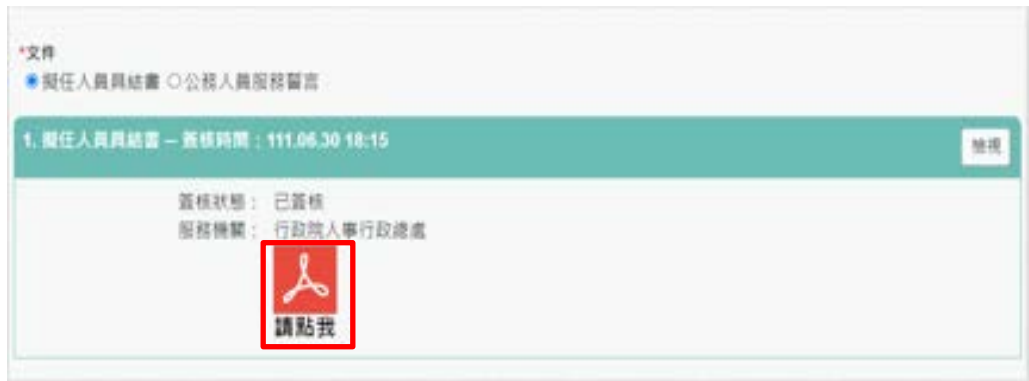 *文件
擬任人員具結書 公務人員服務誓言
1. 擬任人員具結書 – 簽核時間：111.06.30 18:15
檢視
簽核狀態： 已簽核
服務機關： 行政院人事行政總處
請點我